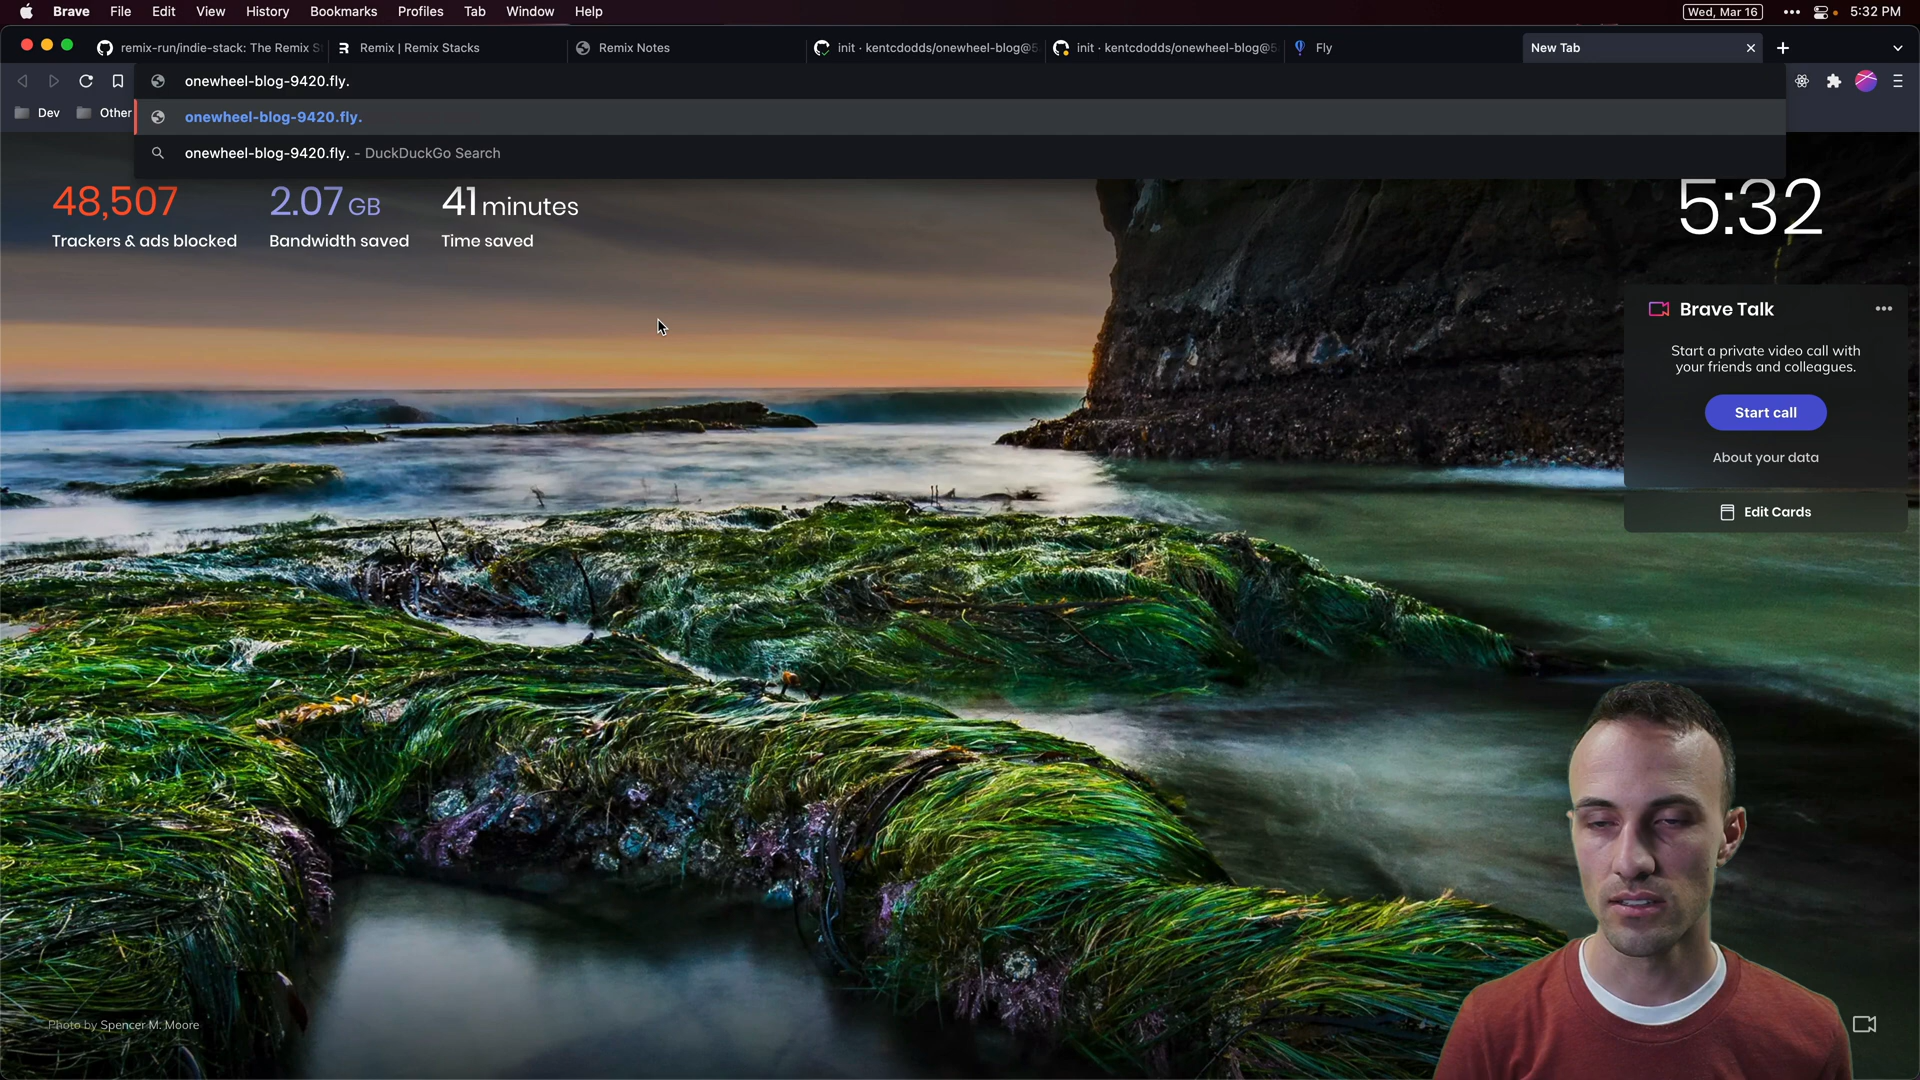 Brave File Edit View History Bookmarks Profiles Tab Window Help
Wed, Mar 16 5:32 PM
remix-run/indie-stack: The Remix S
Remix | Remix Stacks
Remix Notes
init · kentcdodds/onewheel-blog@5
init · kentcdodds/onewheel-blog@5
Fly
New Tab
onewheel-blog-9420.fly.
Dev
Other
onewheel-blog-9420.fly.
onewheel-blog-9420.fly. - DuckDuckGo Search
48,507
Trackers & ads blocked
2.07 GB
Bandwidth saved
41 minutes
Time saved
5:32
Brave Talk
Start a private video call with
your friends and colleagues.
Start call
About your data
Edit Cards
Photo by Spencer M. Moore